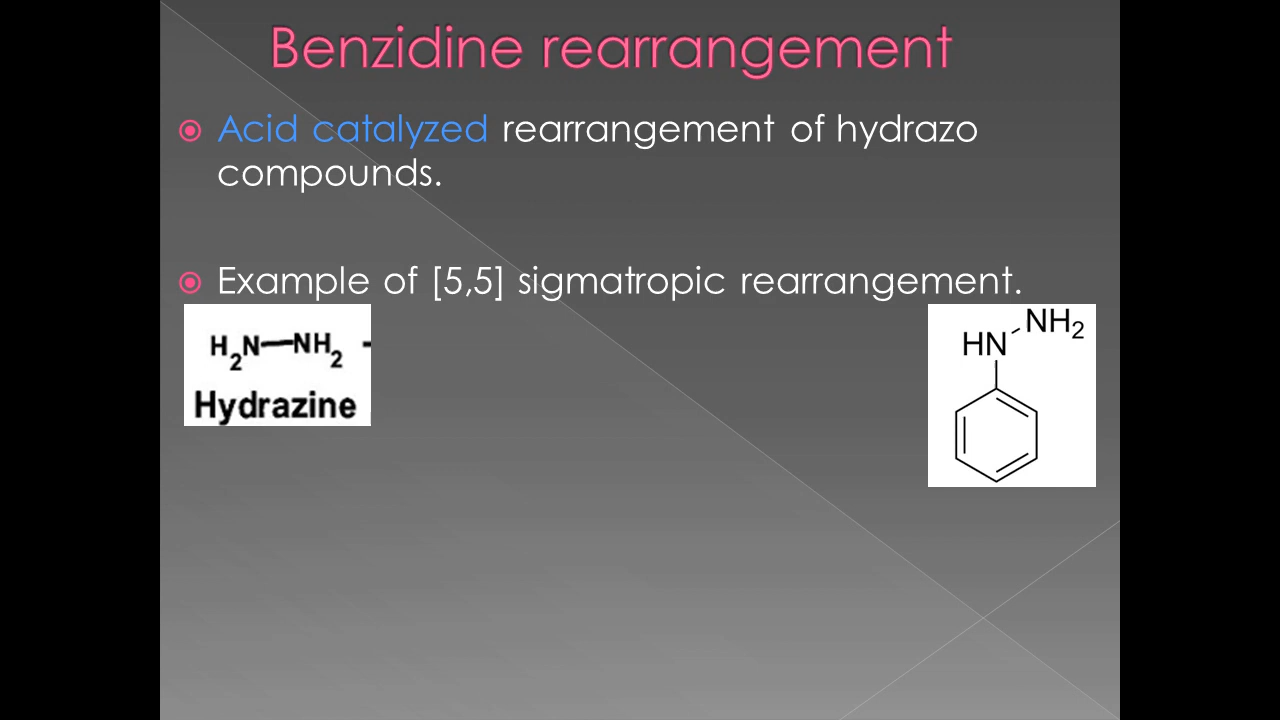 Benzidine rearrangement
Acid catalyzed rearrangement of hydrazo
compounds.
Example of [5,5] sigmatropic rearrangement.
H₂N—NH₂ -
Hydrazine
NH₂
HN